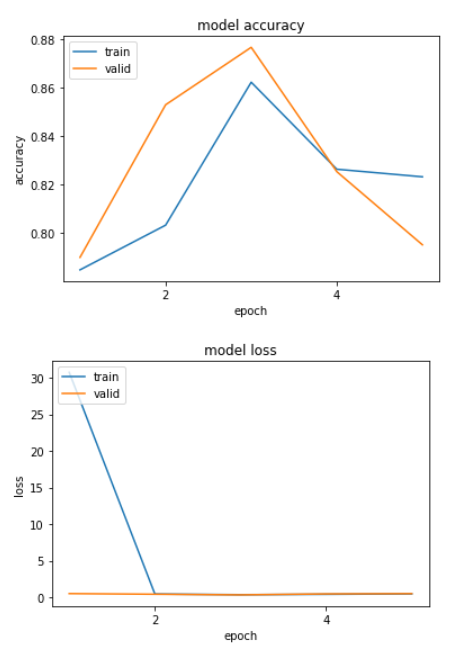 model accuracy
train
valid
0.88
0.86
0.84
0.82
0.80
accuracy
2 4
epoch
model loss
train
valid
30
25
20
15
10
5
0
loss
2 4
epoch